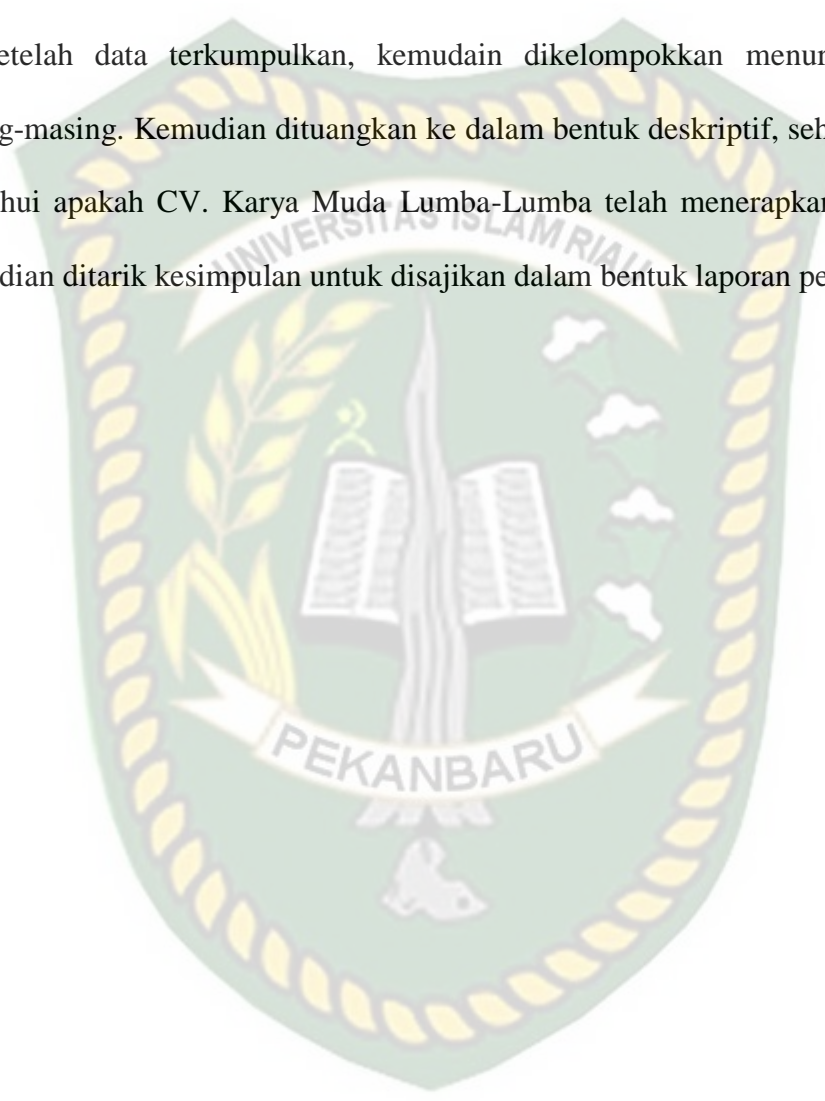 etelah data terkumpulkan, kemudain dikelompokkan menur
g-masing. Kemudian dituangkan ke dalam bentuk deskriptif, seh
hui apakah CV. Karya Muda Lumba-Lumba telah menerapkan
UNIVERSITAS ISLAM RIAU
dian ditarik kesimpulan untuk disajikan dalam bentuk laporan pe
PEKANBARU